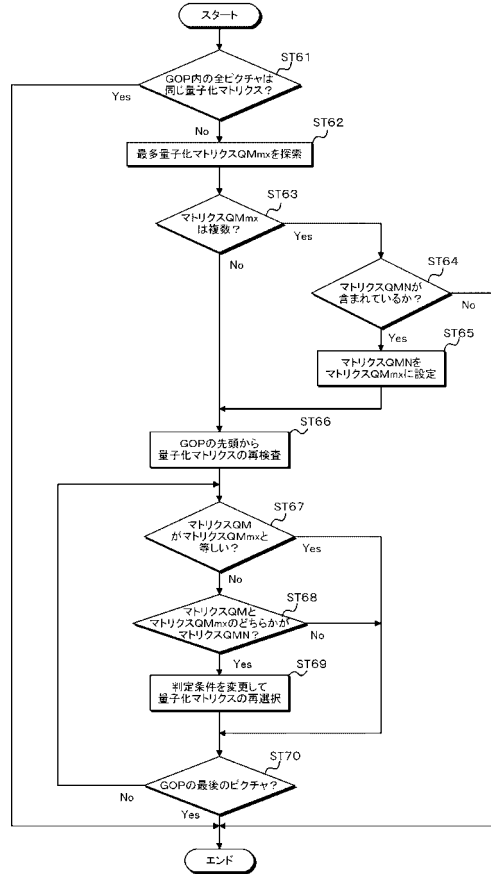 スタート
ST61
GOP内の全ピクチャは
同じ量子化マトリクス？
Yes
No
ST62
最多量子化マトリクスQMmxを探索
ST63
マトリクスQMmx
は複数？
Yes
No
ST64
マトリクスQMNが
含まれているか？
No
Yes
ST65
マトリクスQMNを
マトリクスQMmxに設定
ST66
GOPの先頭から
量子化マトリクスの再検査
ST67
マトリクスQM
がマトリクスQMmxと
等しい？
Yes
No
ST68
マトリクスQMと
マトリクスQMmxのどちらかが
マトリクスQMN？
No
Yes
ST69
判定条件を変更して
量子化マトリクスの再選択
ST70
GOPの最後のピクチャ？
No
Yes
エンド